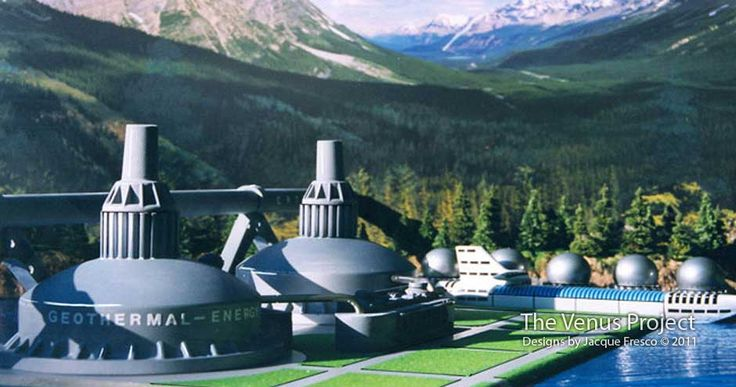 GEOTHERMAL-ENERGY
The Venus Project
Designs by Jacque Fresco © 2011